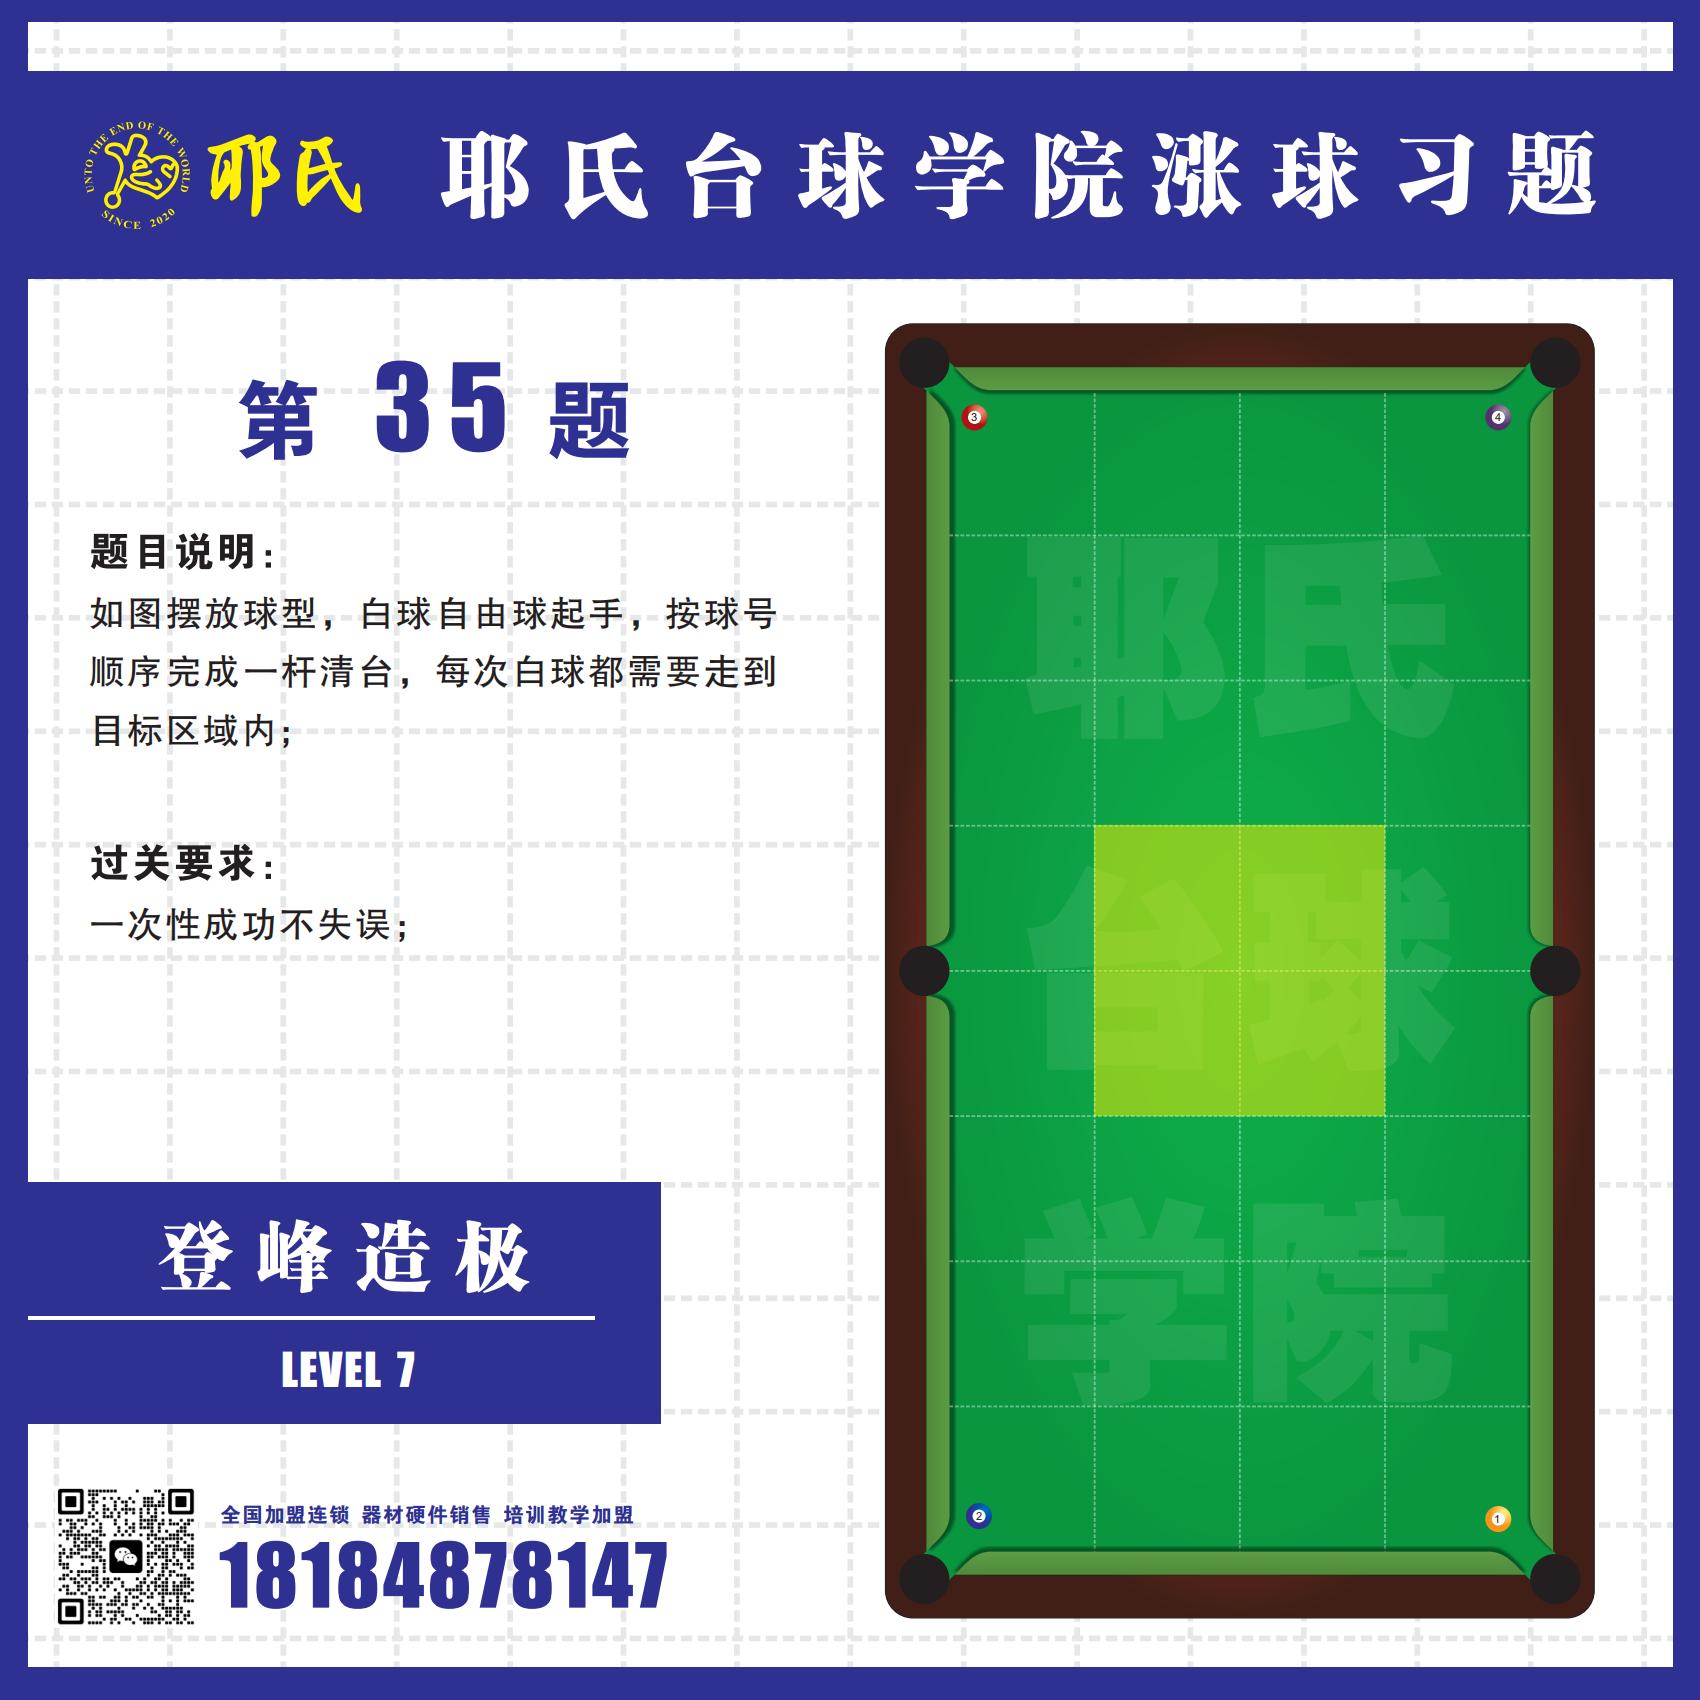 UNTO THE END OF THE WORLD
SINCE 2020
耶氏
耶氏台球学院涨球习题
第 35 题
题目说明：
如图摆放球型，白球自由球起手，按球号
顺序完成一杆清台，每次白球都需要走到
目标区域内；
过关要求：
一次性成功不失误；
登峰造极
LEVEL 7
全国加盟连锁 器材硬件销售 培训教学加盟
18184878147
3
4
耶氏
台球
学院
2
1